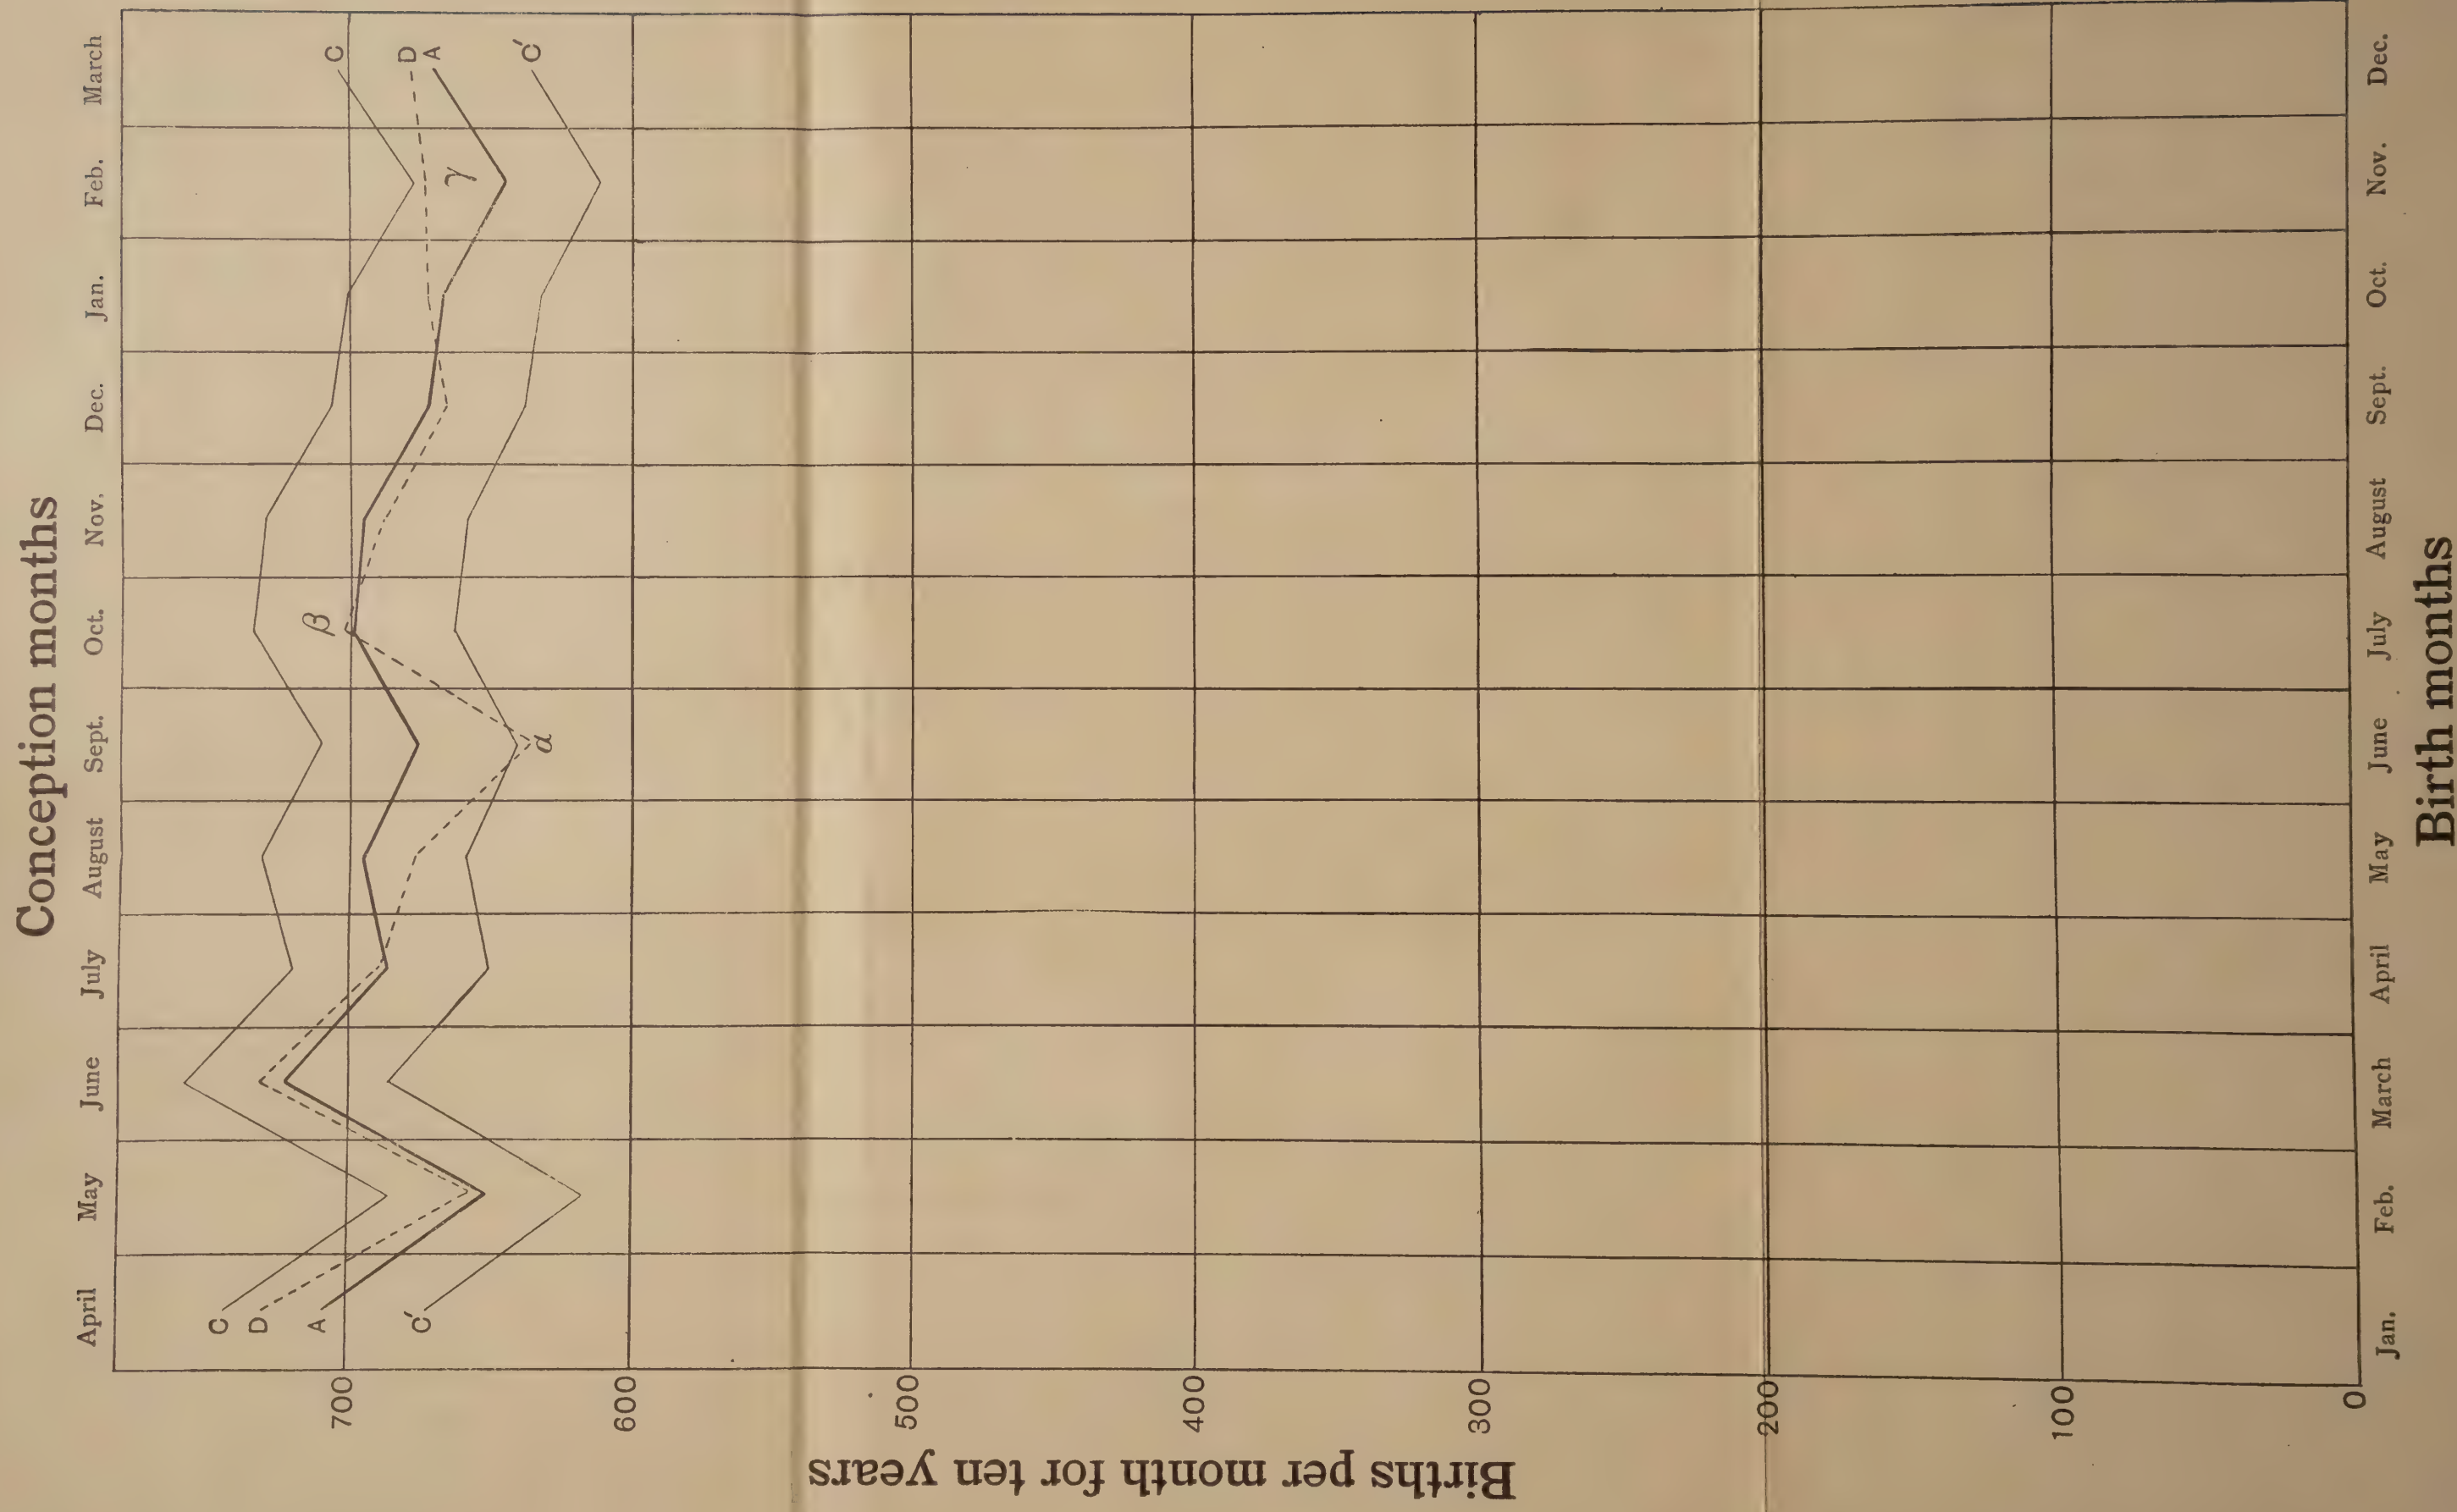 Conception months
April May June July August Sept. Oct. Nov. Dec. Jan. Feb. March
C C
D D
A A
C′ C′
α
β
γ
700
600
500
400
300
200
100
0
Births per month for ten years
Jan. Feb. March April May June July August Sept. Oct. Nov. Dec.
Birth months